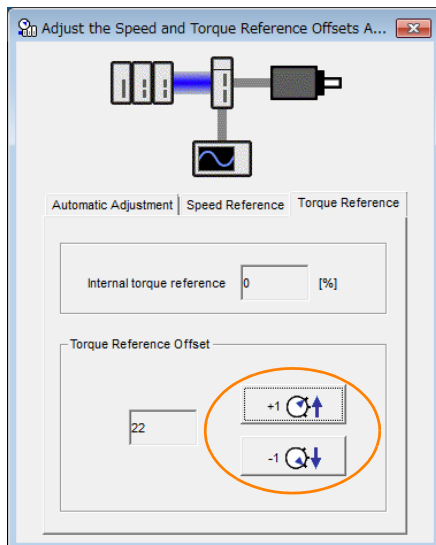 Adjust the Speed and Torque Reference Offsets A...
Automatic Adjustment
Speed Reference
Torque Reference
Internal torque reference
0
[%]
Torque Reference Offset
22
+1
-1